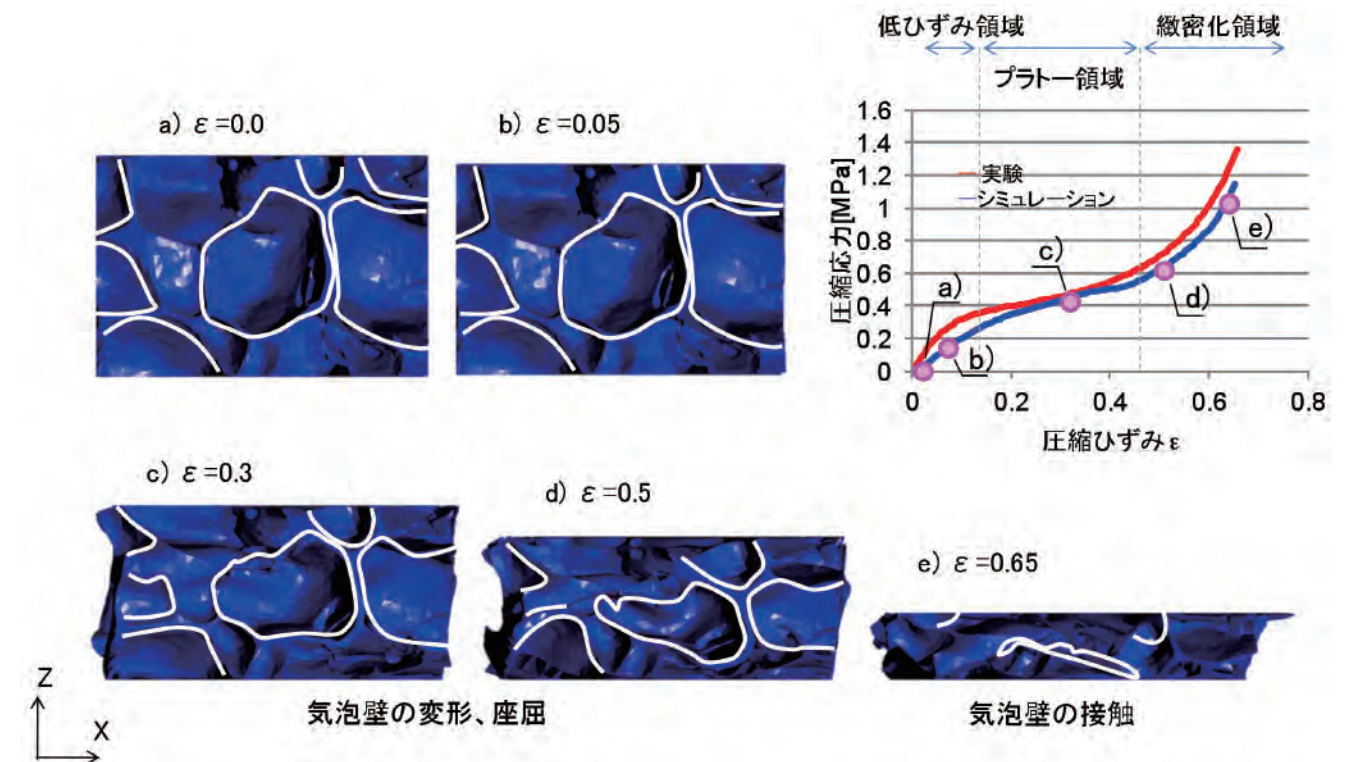 低ひずみ領域
緻密化領域
プラトー領域
a) ε=0.0
b) ε=0.05
1.6
1.4
1.2
1
0.8
0.6
0.4
0.2
0
圧縮応力[MPa]
実験
シミュレーション
a)
b)
c)
d)
e)
0
0.2
0.4
0.6
0.8
圧縮ひずみε
c) ε=0.3
d) ε=0.5
e) ε=0.65
Z
X
気泡壁の変形、座屈
気泡壁の接触